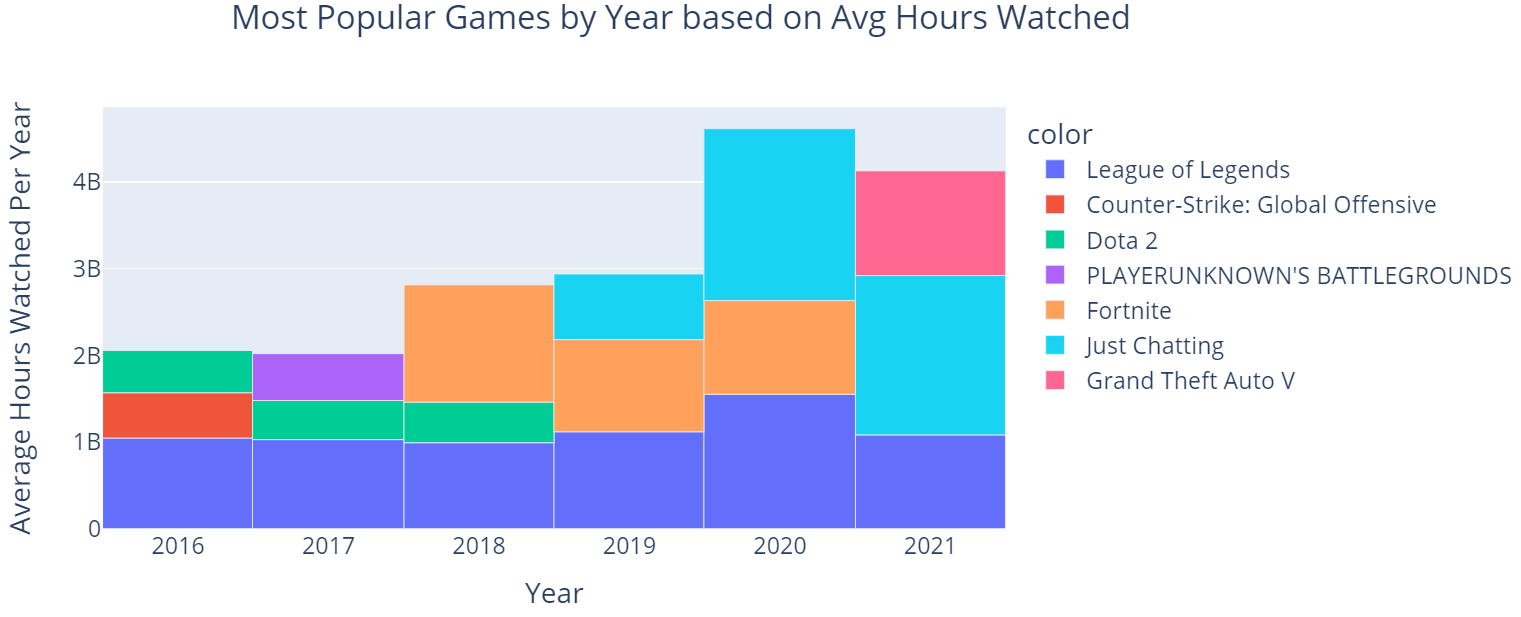 Most Popular Games by Year based on Avg Hours Watched
Average Hours Watched Per Year
4B
3B
2B
1B
0
2016 2017 2018 2019 2020 2021
Year
color
League of Legends
Counter-Strike: Global Offensive
Dota 2
PLAYERUNKNOWN'S BATTLEGROUNDS
Fortnite
Just Chatting
Grand Theft Auto V